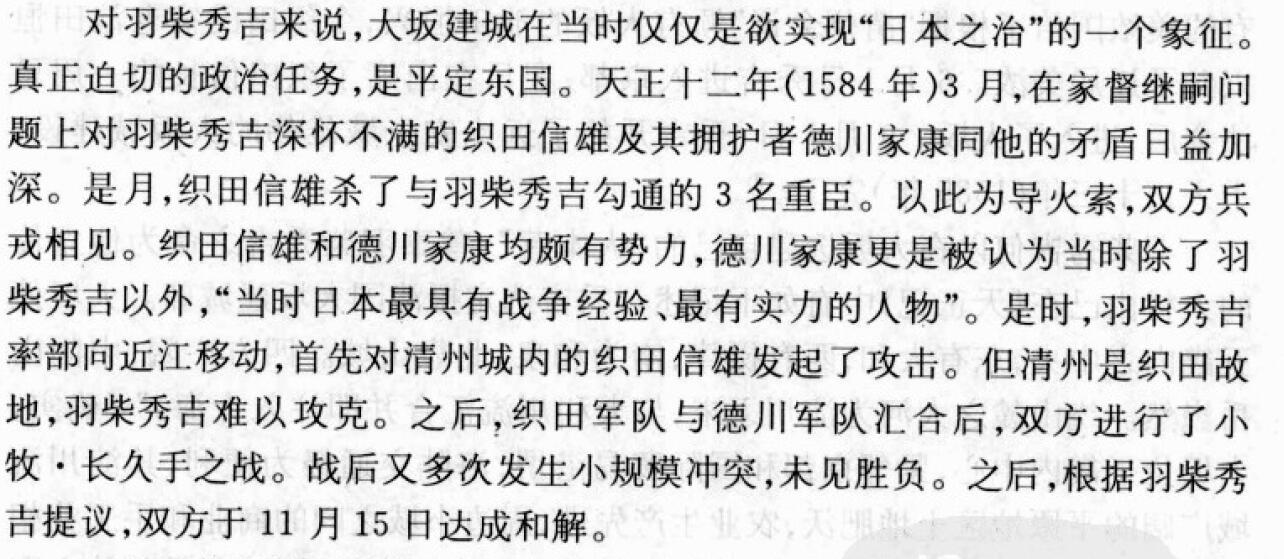 对羽柴秀吉来说,大坂建城在当时仅仅是欲实现“日本之治”的一个象征。
真正迫切的政治任务,是平定东国。天正十二年(1584 年)3 月,在家督继嗣问
题上对羽柴秀吉深怀不满的织田信雄及其拥护者德川家康同他的矛盾日益加
深。是月,织田信雄杀了与羽柴秀吉勾通的 3 名重臣。以此为导火索,双方兵
戎相见。织田信雄和德川家康均颇有势力,德川家康更是被认为当时除了羽
柴秀吉以外,“当时日本最具有战争经验、最有实力的人物”。是时,羽柴秀吉
率部向近江移动,首先对清州城内的织田信雄发起了攻击。但清州是织田故
地,羽柴秀吉难以攻克。之后,织田军队与德川军队汇合后,双方进行了小
牧·长久手之战。战后又多次发生小规模冲突,未见胜负。之后,根据羽柴秀
吉提议,双方于 11 月 15 日达成和解。